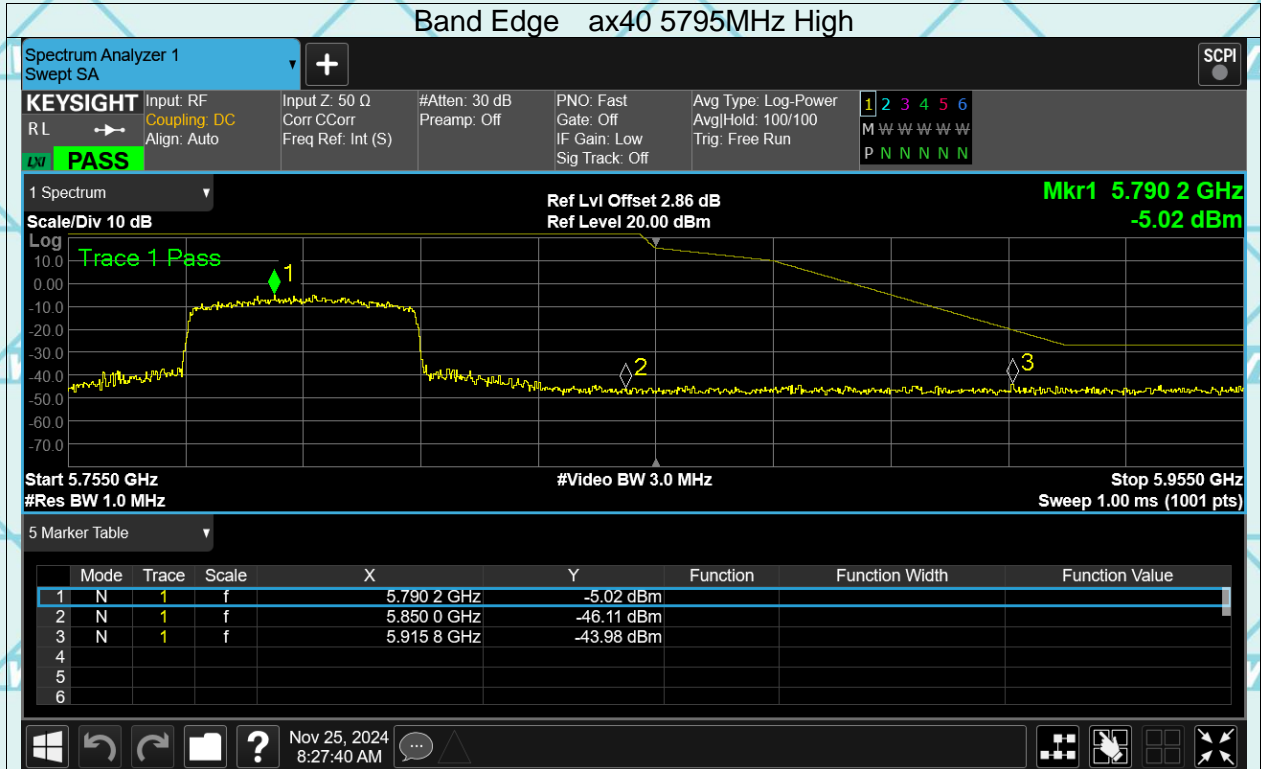 Band Edge ax40 5795MHz High
Spectrum Analyzer 1
Swept SA
SCPI
KEYSIGHT
R L
LXI PASS
Input: RF
Coupling: DC
Align: Auto
Input Z: 50 Ω
Corr CCorr
Freq Ref: Int (S)
#Atten: 30 dB
Preamp: Off
PNO: Fast
Gate: Off
IF Gain: Low
Sig Track: Off
Avg Type: Log-Power
Avg|Hold: 100/100
Trig: Free Run
1 2 3 4 5 6
M W W W W W
P N N N N N
1 Spectrum
Scale/Div 10 dB
Ref Lvl Offset 2.86 dB
Ref Level 20.00 dBm
Mkr1 5.790 2 GHz
-5.02 dBm
Log
Trace 1 Pass
10.0
0.00
-10.0
-20.0
-30.0
-40.0
-50.0
-60.0
-70.0
1
2
3
Start 5.7550 GHz
#Video BW 3.0 MHz
Stop 5.9550 GHz
#Res BW 1.0 MHz
Sweep 1.00 ms (1001 pts)
5 Marker Table
Mode Trace Scale X Y Function Function Width Function Value
1 N 1 f 5.790 2 GHz -5.02 dBm
2 N 1 f 5.850 0 GHz -46.11 dBm
3 N 1 f 5.915 8 GHz -43.98 dBm
4
5
6
?
Nov 25, 2024
8:27:40 AM